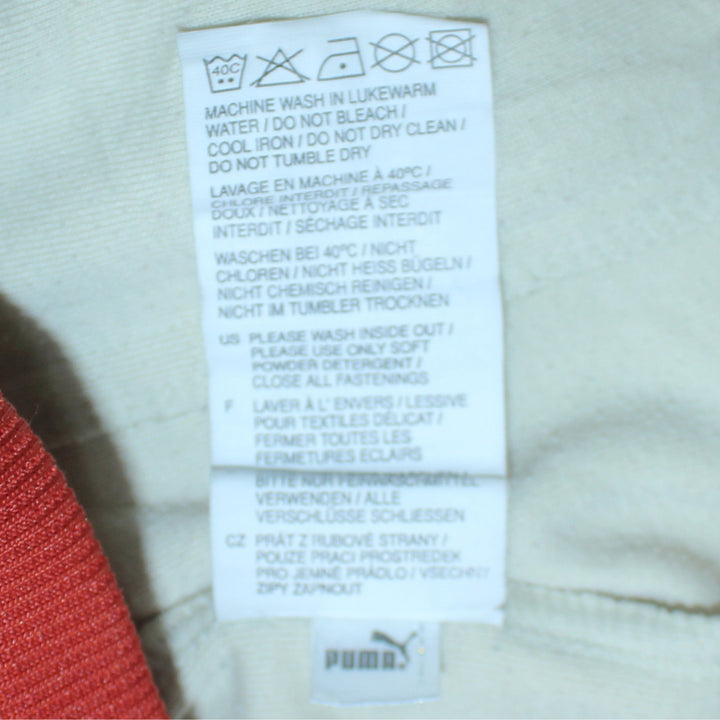 40C
MACHINE WASH IN LUKEWARM
WATER / DO NOT BLEACH /
COOL IRON / DO NOT DRY CLEAN /
DO NOT TUMBLE DRY
LAVAGE EN MACHINE À 40ºC /
CHLORE INTERDIT / REPASSAGE
DOUX / NETTOYAGE À SEC
INTERDIT / SÉCHAGE INTERDIT
WASCHEN BEI 40ºC / NICHT
CHLOREN / NICHT HEISS BÜGELN /
NICHT CHEMISCH REINIGEN /
NICHT IM TUMBLER TROCKNEN
US PLEASE WASH INSIDE OUT /
PLEASE USE ONLY SOFT
POWDER DETERGENT /
CLOSE ALL FASTENINGS
F LAVER À L' ENVERS / LESSIVE
POUR TEXTILES DÉLICAT /
FERMER TOUTES LES
FERMETURES ECLAIRS
BITTE NUR FEINWASCHMITTEL
VERWENDEN / ALLE
VERSCHLÜSSE SCHLIESSEN
CZ PRÁT Z RUBOVÉ STRANY /
POUZE PRACI PROSTREDEK
PRO JEMNÉ PRÁDLO / VSECHNY
ZIPY ZAPNOUT
PUMA